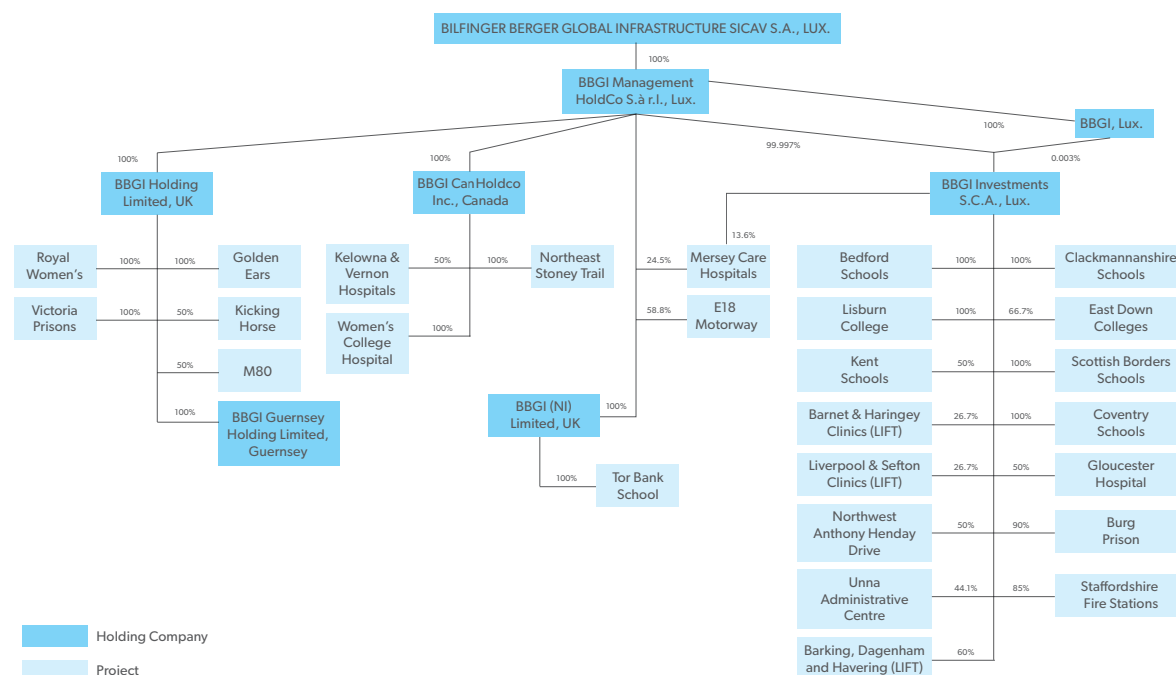 BILFINGER BERGER GLOBAL INFRASTRUCTURE SICAV S.A., LUX.
100%
BBGI Management
HoldCo S.à r.l., Lux.
100%
BBGI, Lux.
99.997%
0.003%
100%
100%
BBGI Holding
Limited, UK
BBGI CanHoldco
Inc., Canada
BBGI Investments
S.C.A., Lux.
13.6%
Royal
Women's
100%
100%
Golden
Ears
Victoria
Prisons
100%
50%
Kicking
Horse
50%
M80
100%
BBGI Guernsey
Holding Limited,
Guernsey
Kelowna &
Vernon
Hospitals
50%
100%
Northeast
Stoney Trail
Women's
College
Hospital
100%
24.5%
Mersey Care
Hospitals
58.8%
E18
Motorway
BBGI (NI)
Limited, UK
100%
100%
Tor Bank
School
Bedford
Schools
100%
100%
Clackmannanshire
Schools
Lisburn
College
100%
66.7%
East Down
Colleges
Kent
Schools
50%
100%
Scottish Borders
Schools
Barnet & Haringey
Clinics (LIFT)
26.7%
100%
Coventry
Schools
Liverpool & Sefton
Clinics (LIFT)
26.7%
50%
Gloucester
Hospital
Northwest
Anthony Henday
Drive
50%
90%
Burg
Prison
Unna
Administrative
Centre
44.1%
85%
Staffordshire
Fire Stations
Barking, Dagenham
and Havering (LIFT)
60%
Holding Company
Project